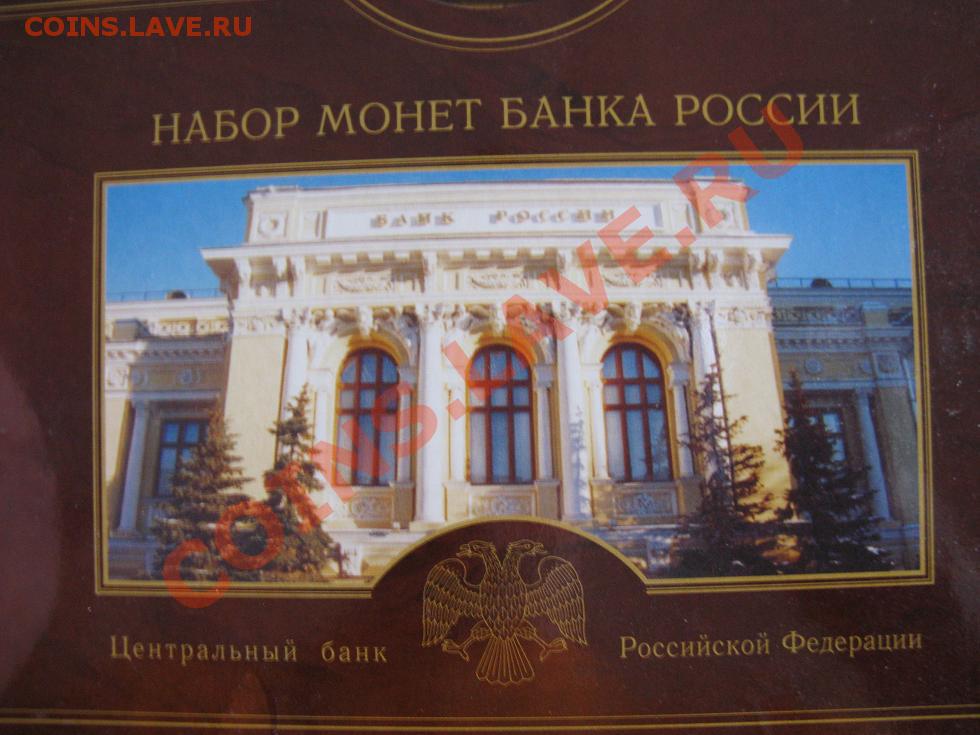 COINS.LAVE.RU
НАБОР МОНЕТ БАНКА РОССИИ
БАНК РОССИИ
COINS.LAVE.RU
Центральный банк
Российской Федерации